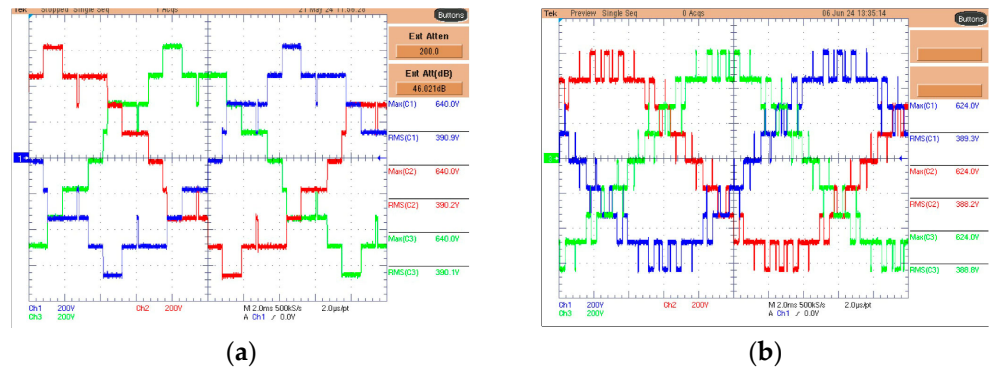 Tek Stopped Single Seq 1 Acqs 21 May 24 11:06:26
Buttons
Ext Atten
200.0
Ext Att(dB)
46.021dB
Max(C1) 640.0V
RMS(C1) 390.9V
Max(C2) 640.0V
RMS(C2) 390.2V
Max(C3) 640.0V
RMS(C3) 390.1V
Ch1 200V Ch2 200V M 2.0ms 500kS/s 2.0µs/pt
Ch3 200V A Ch1 / 0.0V
(a)
Tek Preview Single Seq 0 Acqs 06 Jun 24 13:35:14
Buttons
Max(C1) 624.0V
RMS(C1) 389.3V
Max(C2) 624.0V
RMS(C2) 388.2V
Max(C3) 624.0V
RMS(C3) 388.8V
Ch1 200V Ch2 200V M 2.0ms 500kS/s 2.0µs/pt
Ch3 200V A Ch1 / 0.0V
(b)